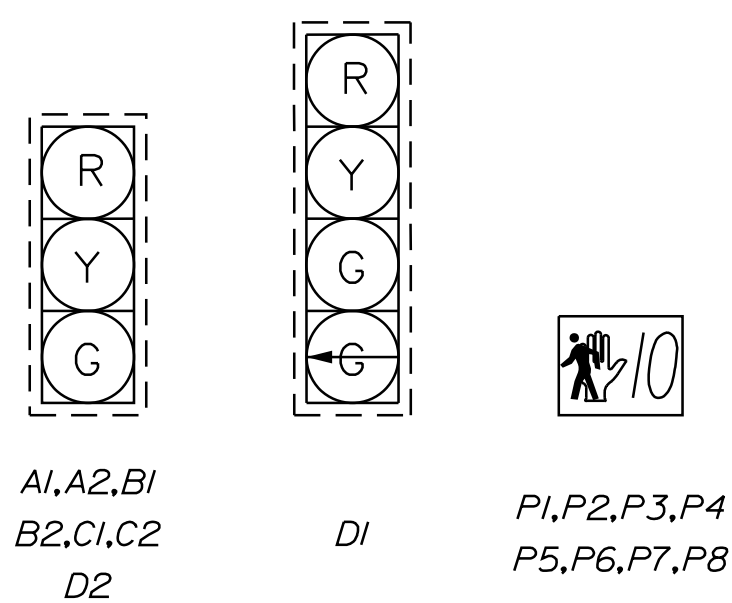 R
Y
G
A1,A2,B1
B2,C1,C2
D2
R
Y
G
G
D1
10
P1,P2,P3,P4
P5,P6,P7,P8